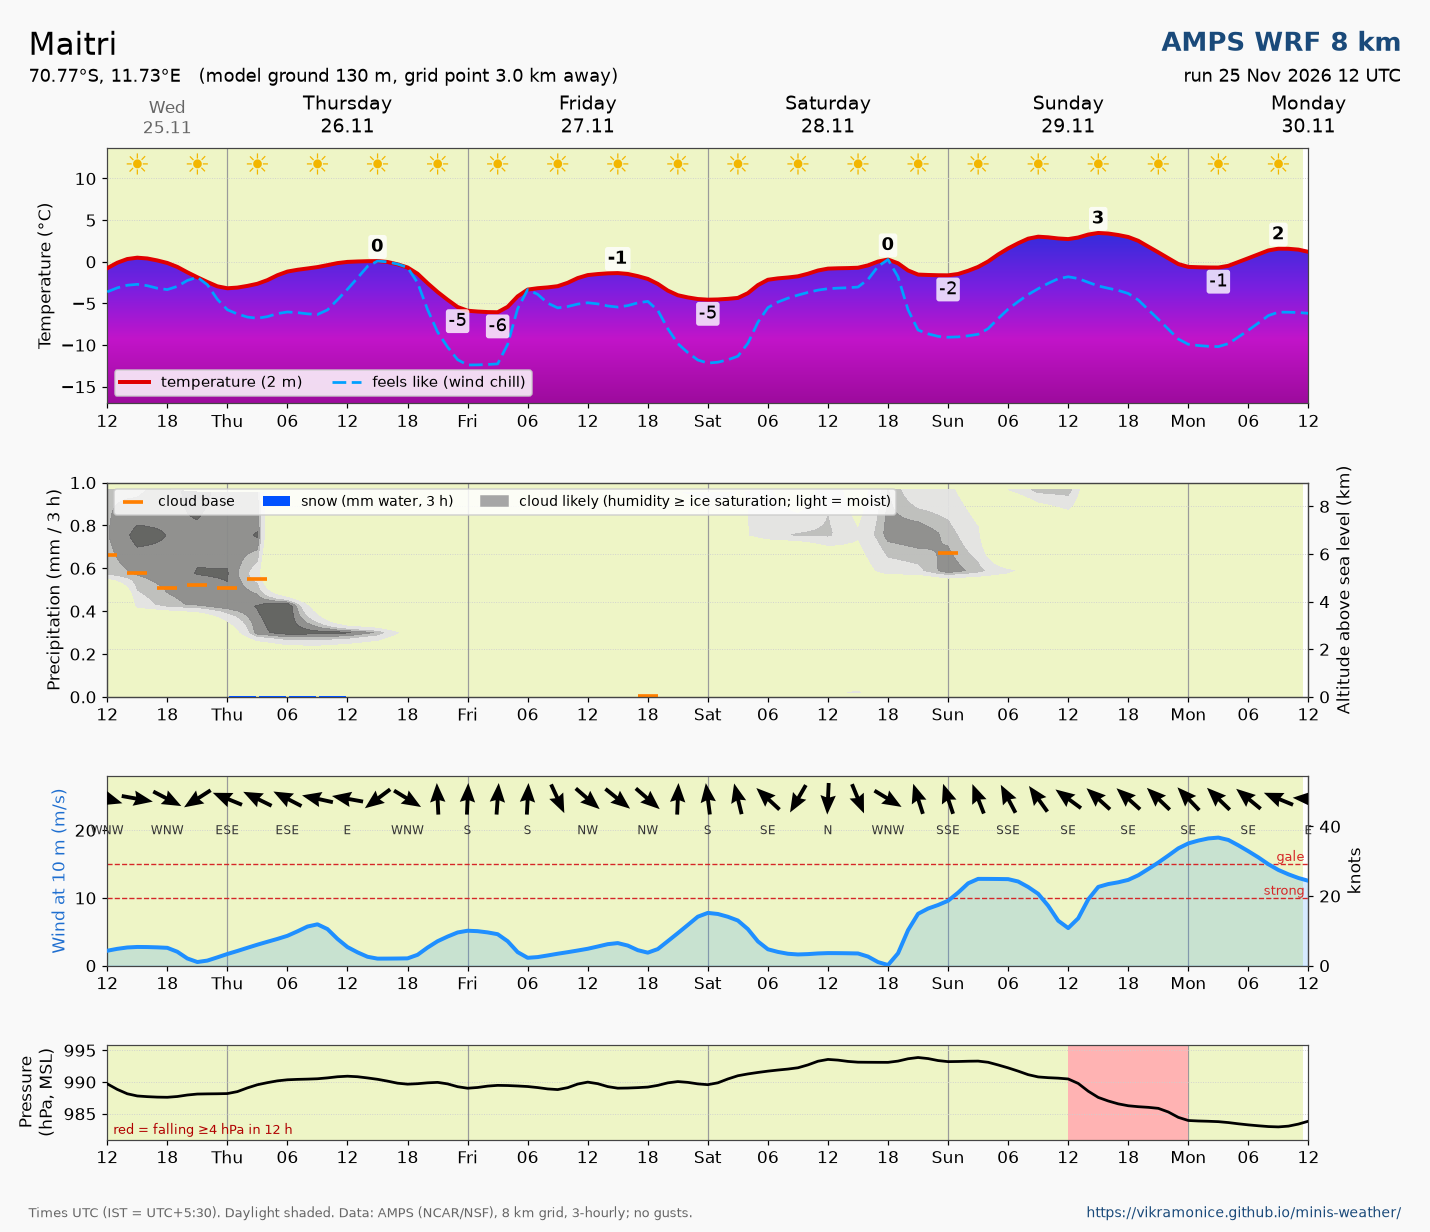 Maitri
AMPS WRF 8 km
70.77°S, 11.73°E (model ground 130 m, grid point 3.0 km away)
run 25 Nov 2026 12 UTC
Wed Thursday Friday Saturday Sunday Monday
25.11 26.11 27.11 28.11 29.11 30.11
Temperature (°C)
10
5
0
−5
−10
−15
0 -5 -6 -1 -5 0 -2 3 -1 2
temperature (2 m) feels like (wind chill)
12 18 Thu 06 12 18 Fri 06 12 18 Sat 06 12 18 Sun 06 12 18 Mon 06 12
Precipitation (mm / 3 h)
1.0
0.8
0.6
0.4
0.2
0.0
cloud base snow (mm water, 3 h) cloud likely (humidity ≥ ice saturation; light = moist)
8
6
4
2
0
Altitude above sea level (km)
12 18 Thu 06 12 18 Fri 06 12 18 Sat 06 12 18 Sun 06 12 18 Mon 06 12
Wind at 10 m (m/s)
20
10
0
WNW WNW ESE ESE E WNW S S NW NW S SE N WNW SSE SSE SE SE SE SE E
gale
strong
40
20
0
knots
12 18 Thu 06 12 18 Fri 06 12 18 Sat 06 12 18 Sun 06 12 18 Mon 06 12
Pressure
(hPa, MSL)
995
990
985
red = falling ≥4 hPa in 12 h
12 18 Thu 06 12 18 Fri 06 12 18 Sat 06 12 18 Sun 06 12 18 Mon 06 12
Times UTC (IST = UTC+5:30). Daylight shaded. Data: AMPS (NCAR/NSF), 8 km grid, 3-hourly; no gusts.
https://vikramonice.github.io/minis-weather/